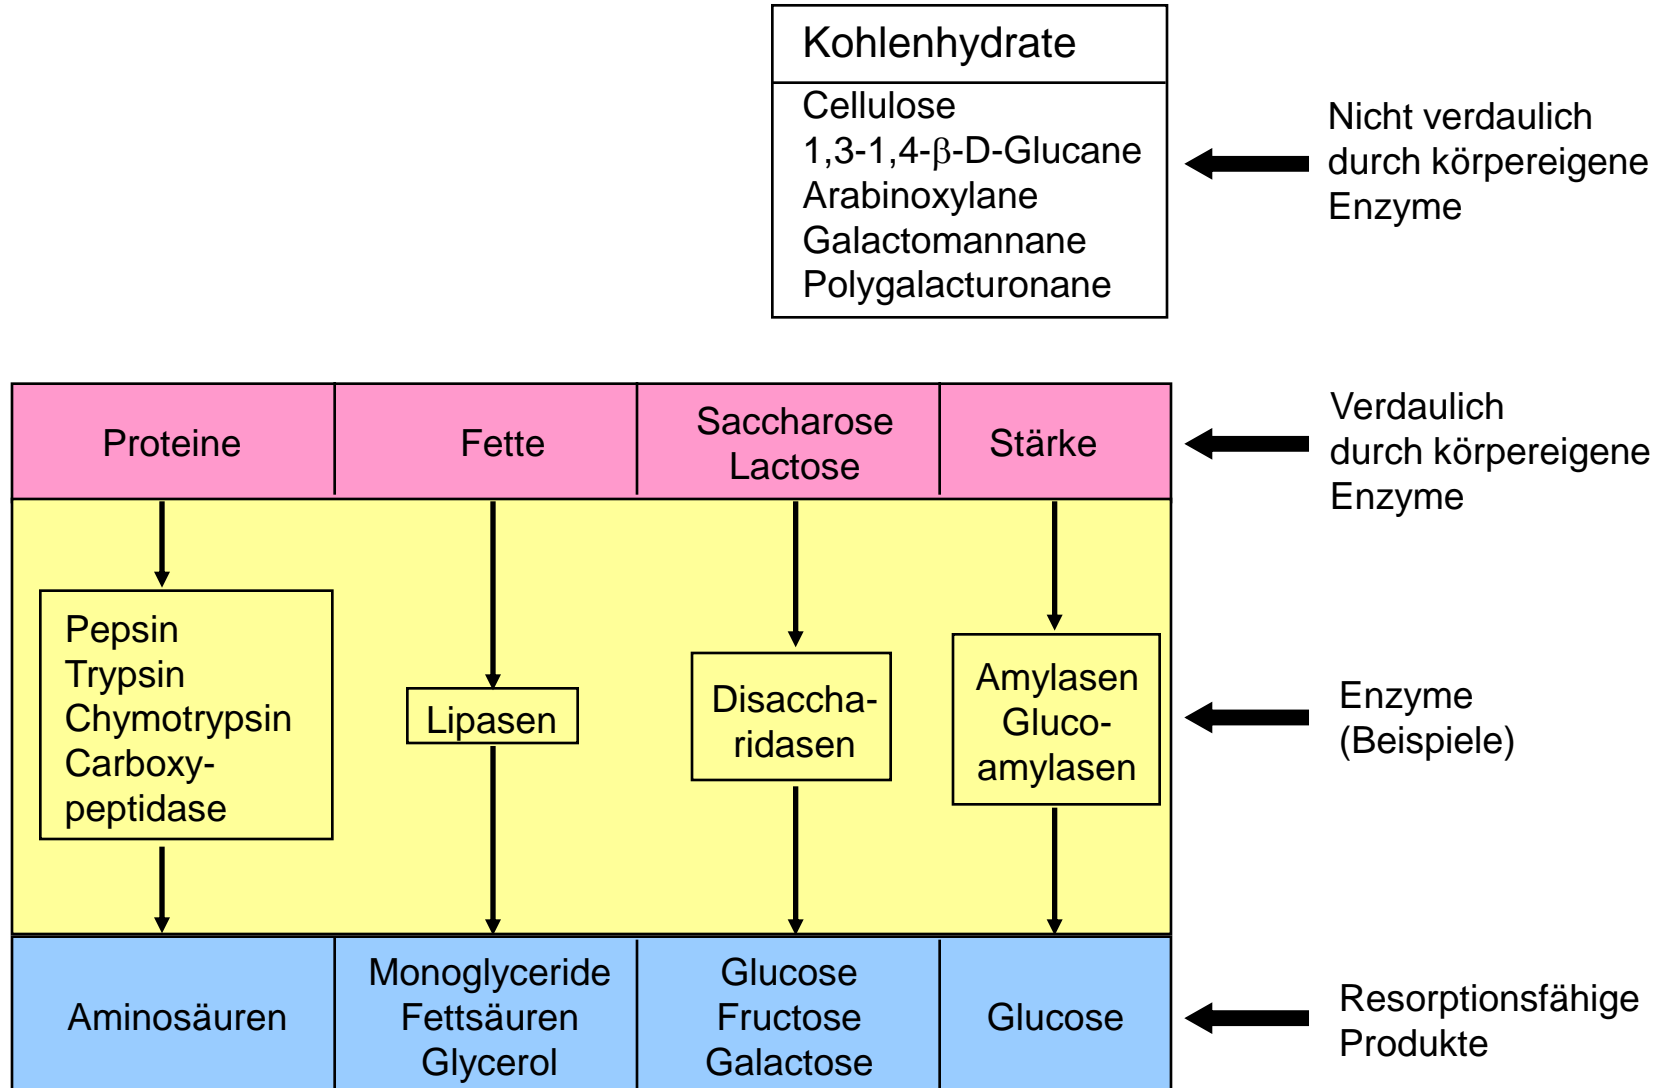 Kohlenhydrate
Cellulose
1,3-1,4-β-D-Glucane
Arabinoxylane
Galactomannane
Polygalacturonane
Nicht verdaulich
durch körpereigene
Enzyme
Proteine
Fette
Saccharose
Lactose
Stärke
Verdaulich
durch körpereigene
Enzyme
Pepsin
Trypsin
Chymotrypsin
Carboxy-
peptidase
Lipasen
Disaccha-
ridasen
Amylasen
Gluco-
amylasen
Enzyme
(Beispiele)
Aminosäuren
Monoglyceride
Fettsäuren
Glycerol
Glucose
Fructose
Galactose
Glucose
Resorptionsfähige
Produkte